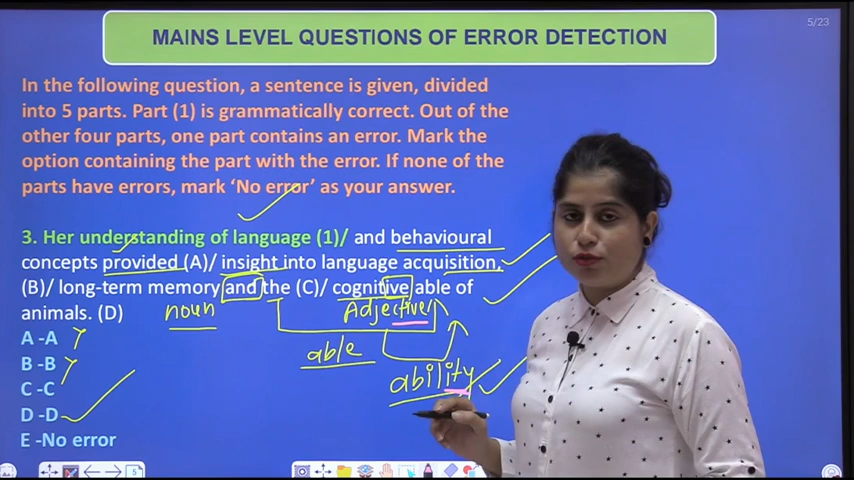 5/23
MAINS LEVEL QUESTIONS OF ERROR DETECTION
In the following question, a sentence is given, divided
into 5 parts. Part (1) is grammatically correct. Out of the
other four parts, one part contains an error. Mark the
option containing the part with the error. If none of the
parts have errors, mark ‘No error’ as your answer.
3. Her understanding of language (1)/ and behavioural
concepts provided (A)/ insight into language acquisition,
(B)/ long-term memory and the (C)/ cognitive able of
animals. (D)
noun
Adjective
A -A
B -B
able
C -C
ability
D -D
E -No error
5